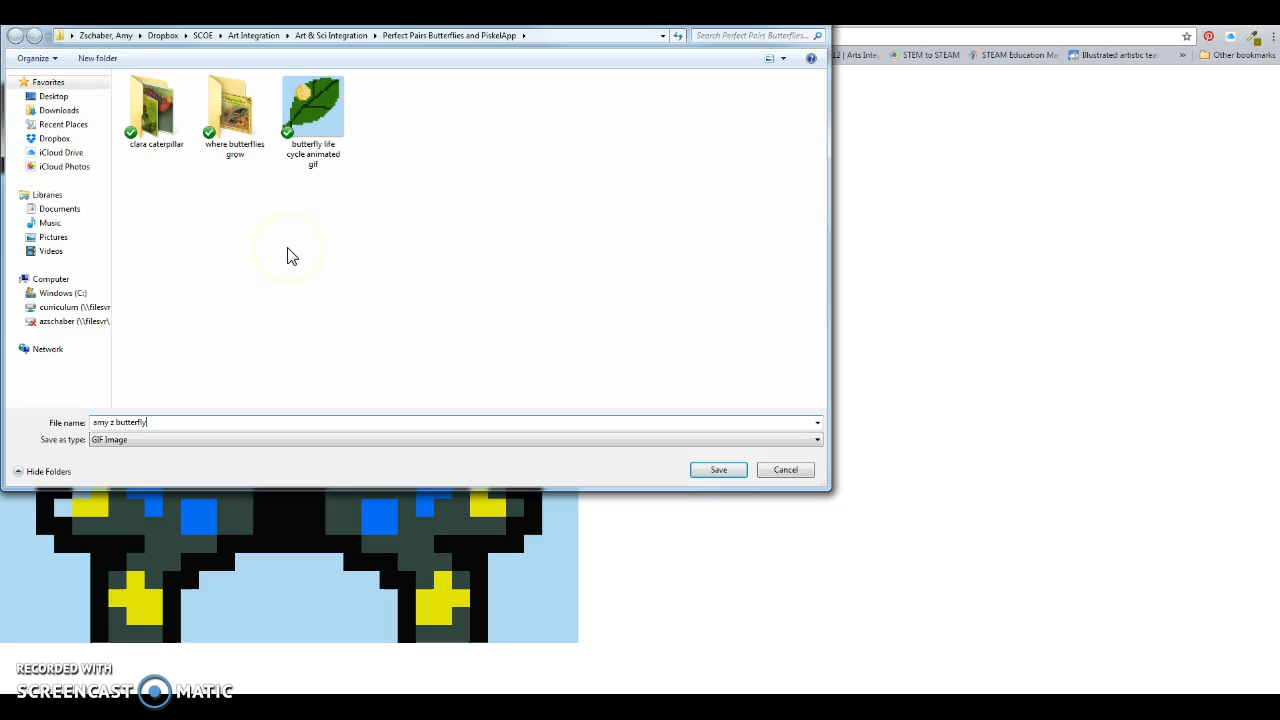 Zschaber, Amy Dropbox SCOE Art Integration Art & Sci Integration Perfect Pairs Butterflies and PiskelApp
Search Perfect Pairs Butterflies and...
Organize
New folder
12 | Arts Inte
STEM to STEAM
STEAM Education Ma
Illustrated artistic tea
»
Other bookmarks
Favorites
Desktop
Downloads
Recent Places
Dropbox
iCloud Drive
iCloud Photos
Libraries
Documents
Music
Pictures
Videos
Computer
Windows (C:)
curriculum (\\filesvr
azschaber (\\filesvr\
Network
clara caterpillar
where butterflies
grow
butterfly life
cycle animated
gif
File name: amy z butterfly
Save as type: GIF Image
Hide Folders
Save
Cancel
RECORDED WITH
SCREENCAST MATIC